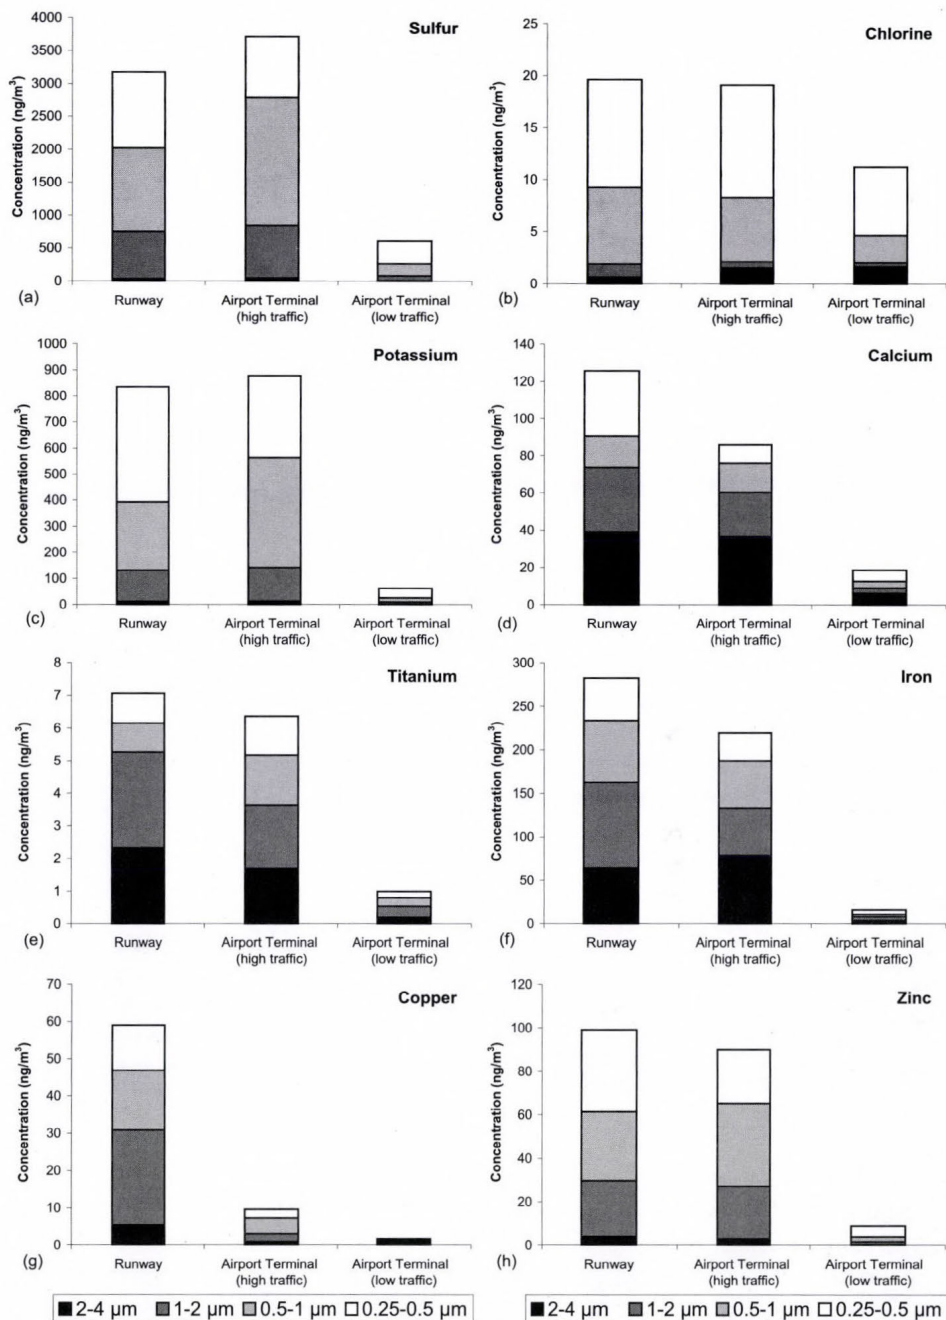 Sulfur
Concentration (ng/m³)
4000
3500
3000
2500
2000
1500
1000
500
0
(a)
Runway
Airport Terminal
(high traffic)
Airport Terminal
(low traffic)
Chlorine
Concentration (ng/m³)
25
20
15
10
5
0
(b)
Runway
Airport Terminal
(high traffic)
Airport Terminal
(low traffic)
Potassium
Concentration (ng/m³)
1000
900
800
700
600
500
400
300
200
100
0
(c)
Runway
Airport Terminal
(high traffic)
Airport Terminal
(low traffic)
Calcium
Concentration (ng/m³)
140
120
100
80
60
40
20
0
(d)
Runway
Airport Terminal
(high traffic)
Airport Terminal
(low traffic)
Titanium
Concentration (ng/m³)
8
7
6
5
4
3
2
1
0
(e)
Runway
Airport Terminal
(high traffic)
Airport Terminal
(low traffic)
Iron
Concentration (ng/m³)
300
250
200
150
100
50
0
(f)
Runway
Airport Terminal
(high traffic)
Airport Terminal
(low traffic)
Copper
Concentration (ng/m³)
70
60
50
40
30
20
10
0
(g)
Runway
Airport Terminal
(high traffic)
Airport Terminal
(low traffic)
Zinc
Concentration (ng/m³)
120
100
80
60
40
20
0
(h)
Runway
Airport Terminal
(high traffic)
Airport Terminal
(low traffic)
2-4 µm 1-2 µm 0.5-1 µm 0.25-0.5 µm
2-4 µm 1-2 µm 0.5-1 µm 0.25-0.5 µm